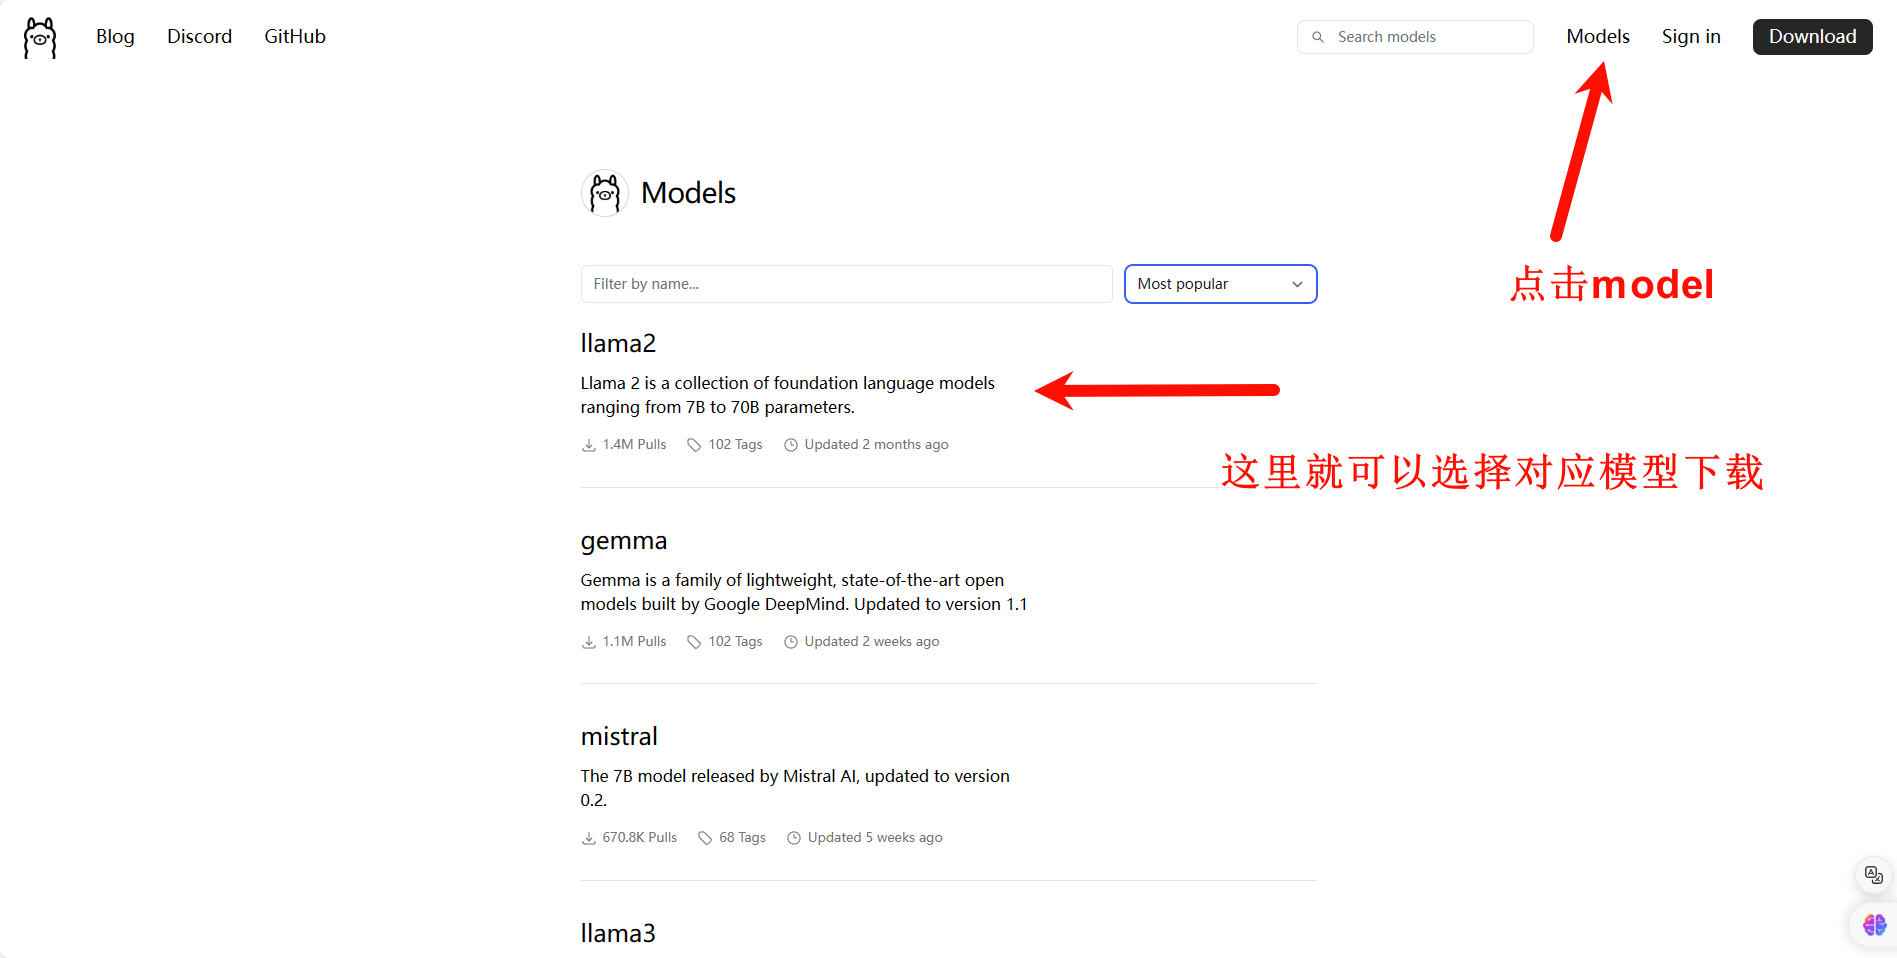 Blog Discord GitHub Search models Models Sign in Download
点击model
Models
Filter by name... Most popular
llama2
Llama 2 is a collection of foundation language models
ranging from 7B to 70B parameters.
1.4M Pulls 102 Tags Updated 2 months ago
这里就可以选择对应模型下载
gemma
Gemma is a family of lightweight, state-of-the-art open
models built by Google DeepMind. Updated to version 1.1
1.1M Pulls 102 Tags Updated 2 weeks ago
mistral
The 7B model released by Mistral AI, updated to version
0.2.
670.8K Pulls 68 Tags Updated 5 weeks ago
llama3